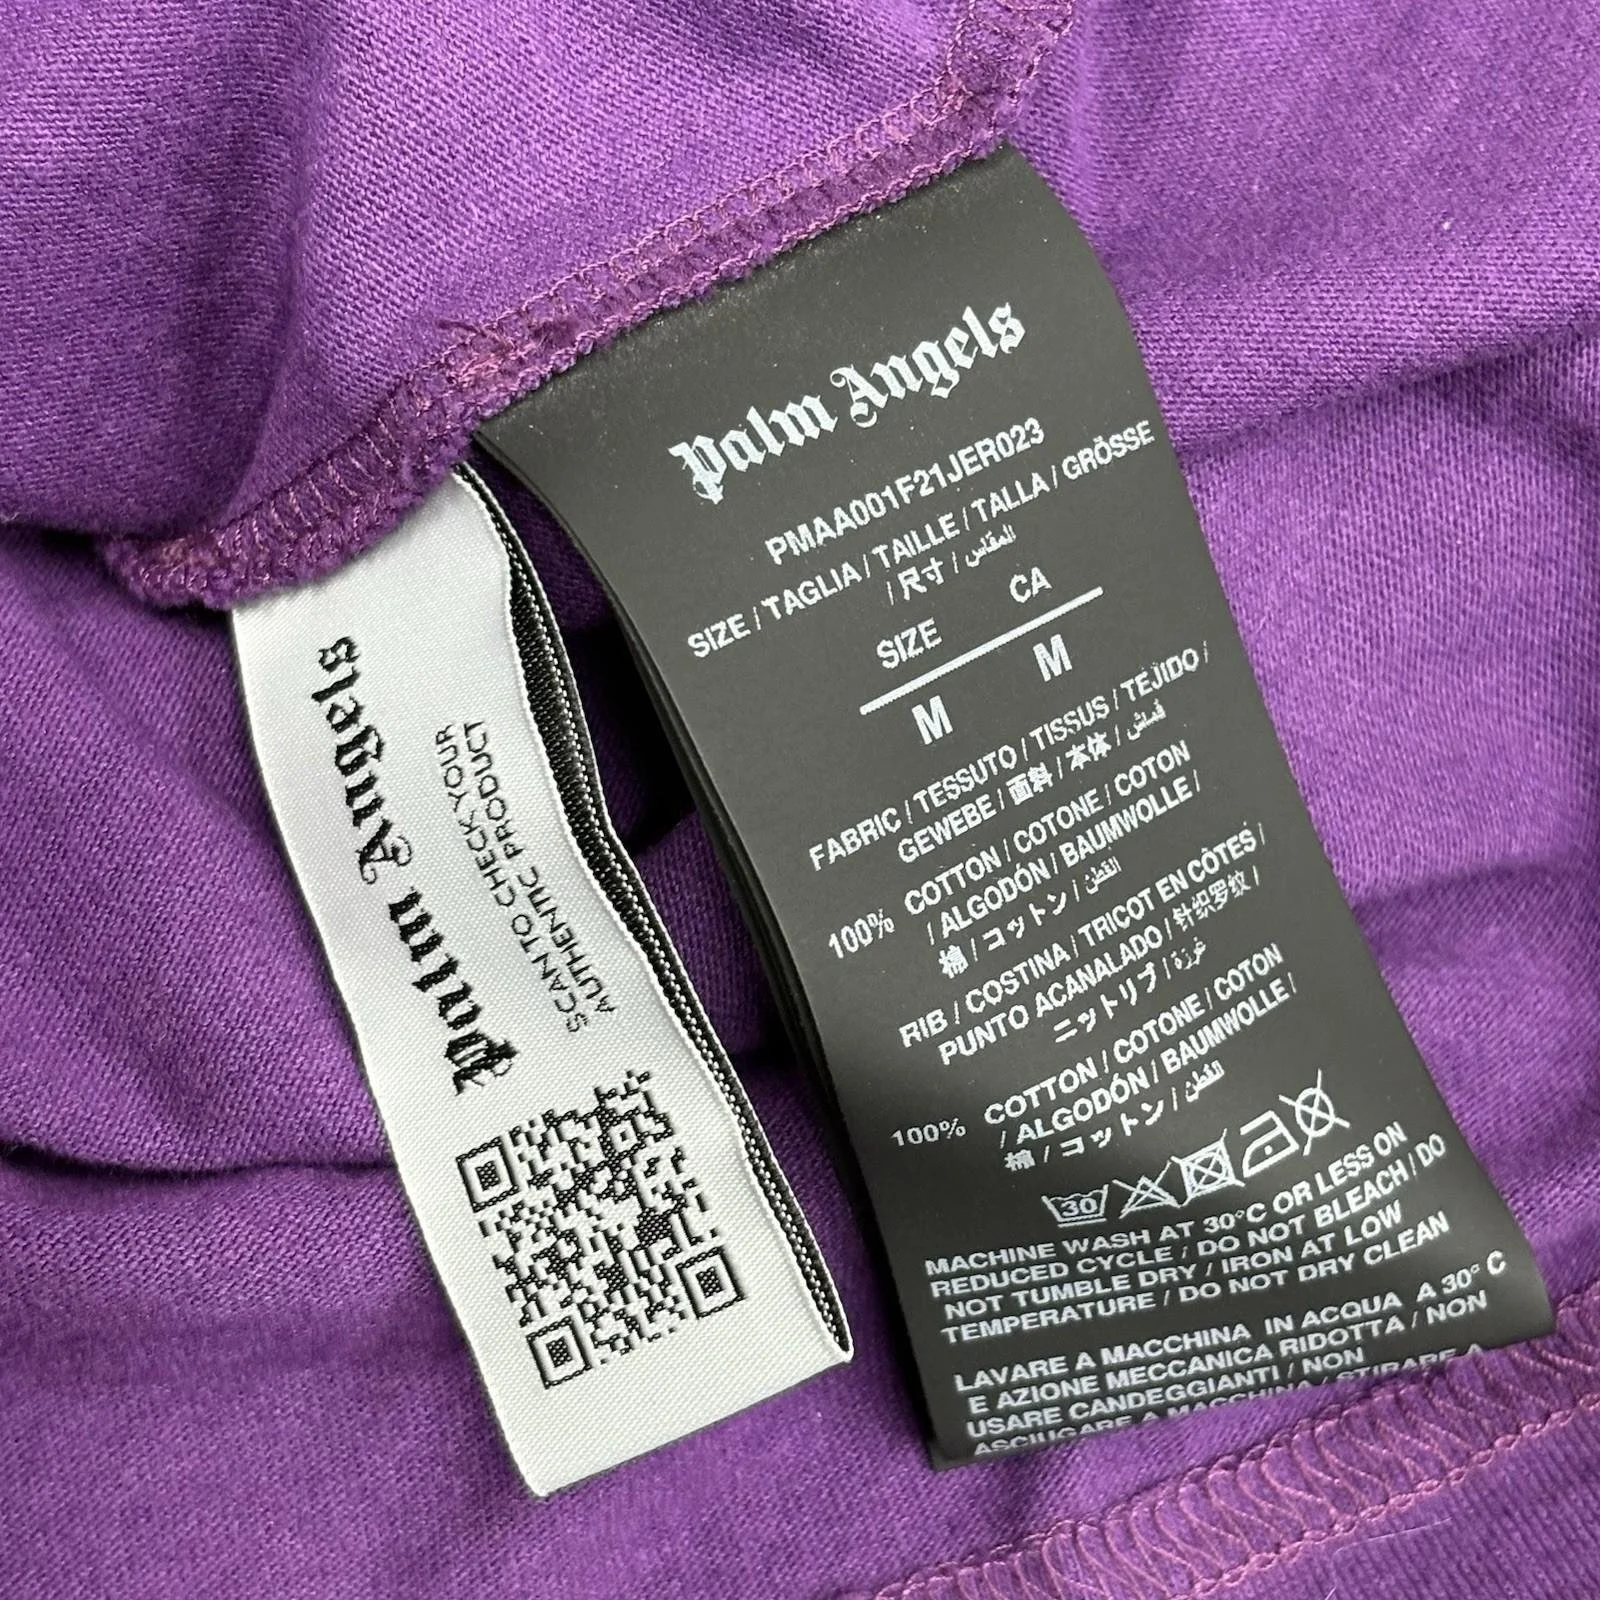 Palm Angels
SCAN TO CHECK YOUR
AUTHENTIC PRODUCT
Palm Angels
PMAA001F21JER023
SIZE / TAGLIA / TAILLE / TALLA / GRÖSSE
/ 尺寸 / المقاس
SIZE CA
M M
FABRIC / TESSUTO / TISSUS / TEJIDO /
GEWEBE / 面料 / 本体 / قماش
100% COTTON / COTONE / COTON
/ ALGODÓN / BAUMWOLLE /
棉 / コットン / القطن
RIB / COSTINA / TRICOT EN CÔTES /
PUNTO ACANALADO / 针织罗纹 /
ニットリブ / غرزة
100% COTTON / COTONE / COTON
/ ALGODÓN / BAUMWOLLE /
棉 / コットン / القطن
30
MACHINE WASH AT 30°C OR LESS ON
REDUCED CYCLE / DO NOT BLEACH / DO
NOT TUMBLE DRY / IRON AT LOW
TEMPERATURE / DO NOT DRY CLEAN
LAVARE A MACCHINA IN ACQUA A 30° C
E AZIONE MECCANICA RIDOTTA / NON
USARE CANDEGGIANTI / NON
ASCIUGARE A MACCHINA / STIRARE A